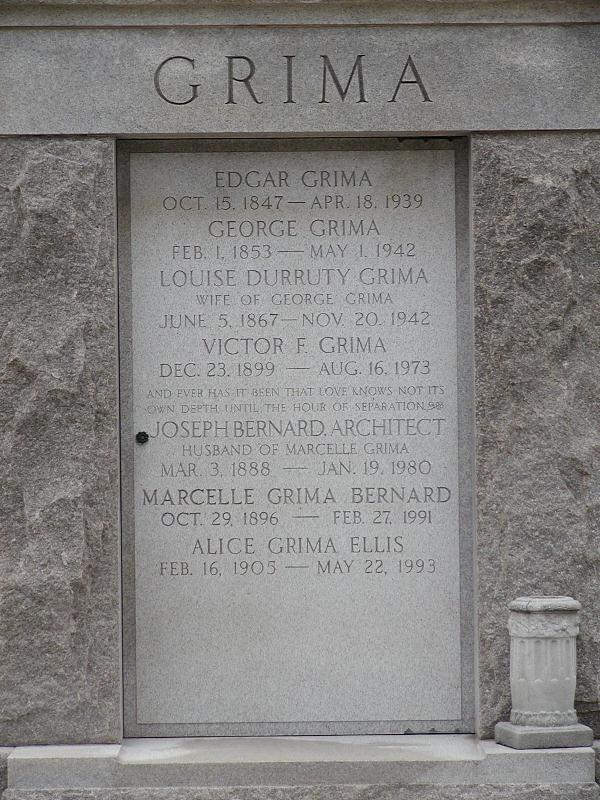 GRIMA
EDGAR GRIMA
OCT. 15, 1847 — APR. 18, 1939
GEORGE GRIMA
FEB. 1, 1853 — MAY 1, 1942
LOUISE DURRUTY GRIMA
WIFE OF GEORGE GRIMA
JUNE 5, 1867 — NOV. 20, 1942
VICTOR F. GRIMA
DEC. 23, 1899 — AUG. 16, 1973
AND EVER HAS IT BEEN THAT LOVE KNOWS NOT ITS
OWN DEPTH UNTIL THE HOUR OF SEPARATION
JOSEPH BERNARD, ARCHITECT
HUSBAND OF MARCELLE GRIMA
MAR. 3, 1888 — JAN. 19, 1980
MARCELLE GRIMA BERNARD
OCT. 29, 1896 — FEB. 27, 1991
ALICE GRIMA ELLIS
FEB. 16, 1905 — MAY 22, 1993